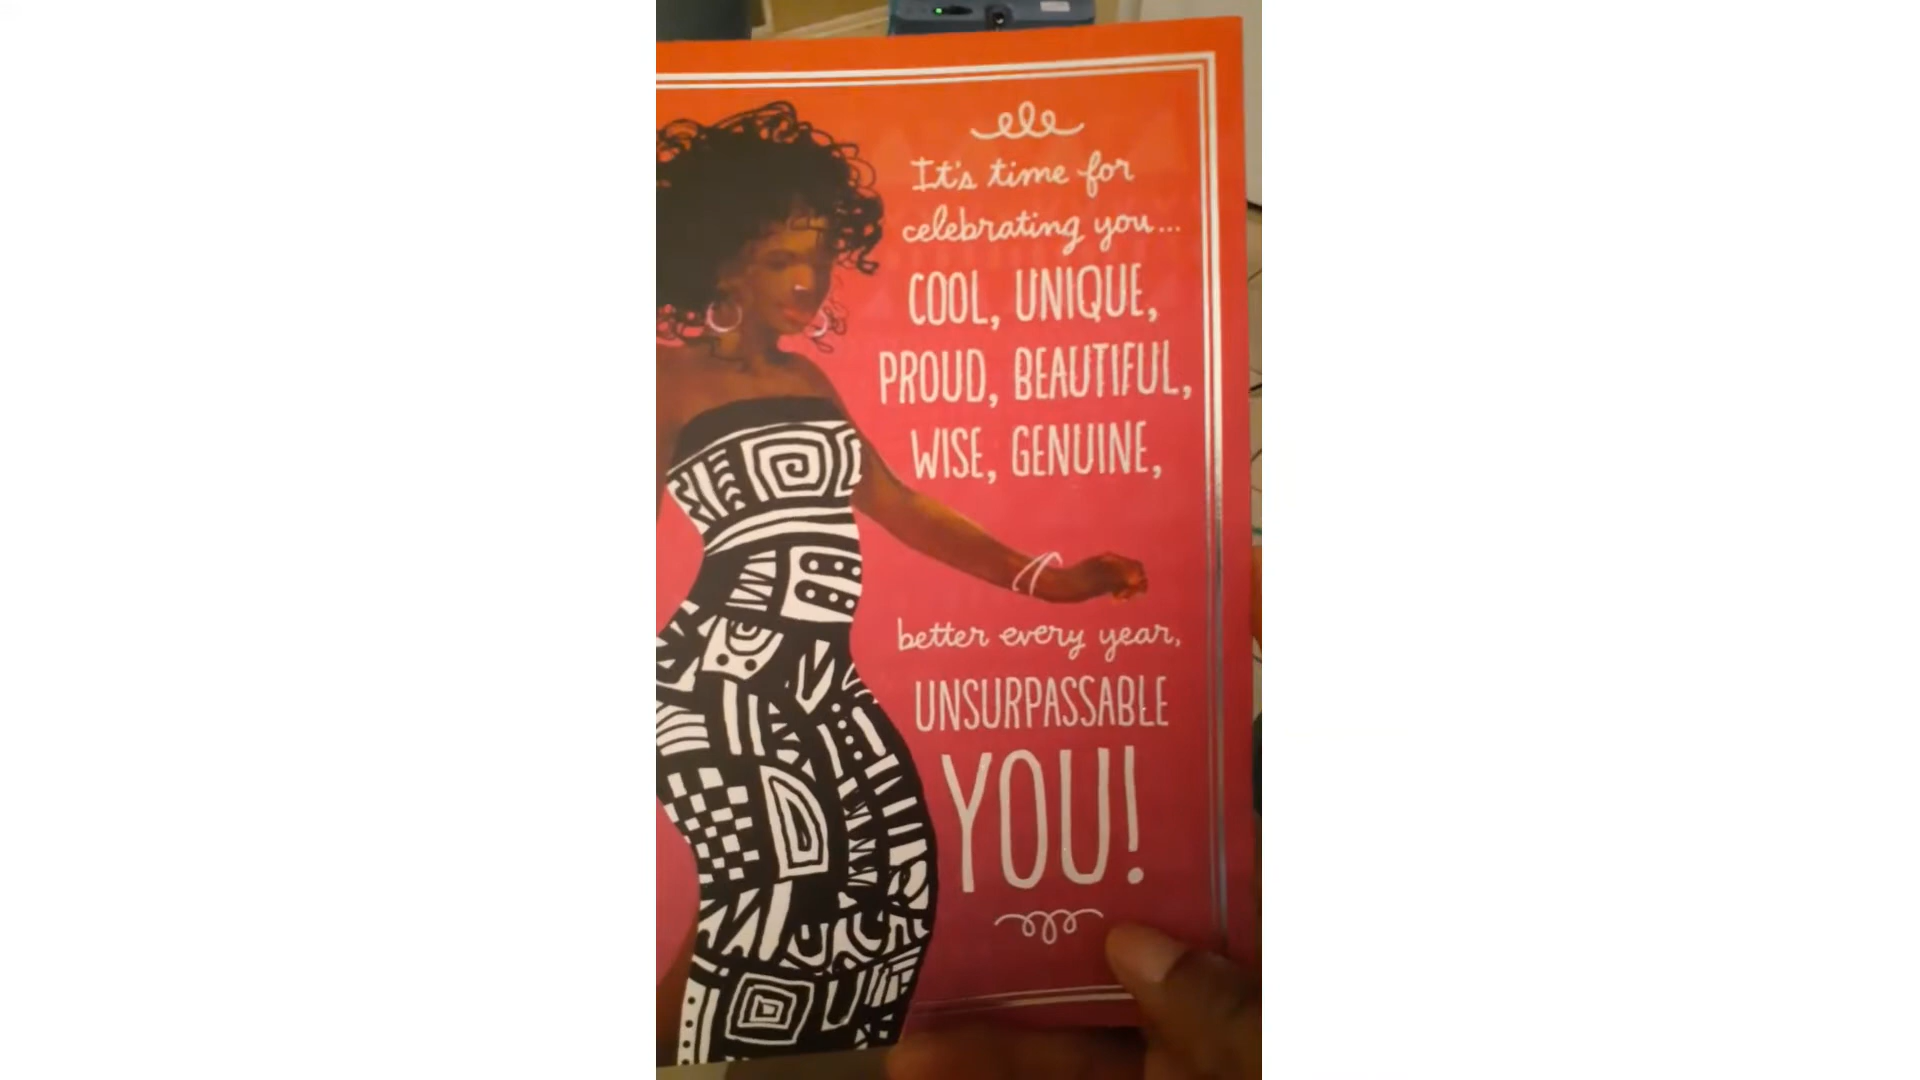 It's time for
celebrating you...
COOL, UNIQUE,
PROUD, BEAUTIFUL,
WISE, GENUINE,
better every year,
UNSURPASSABLE
YOU!